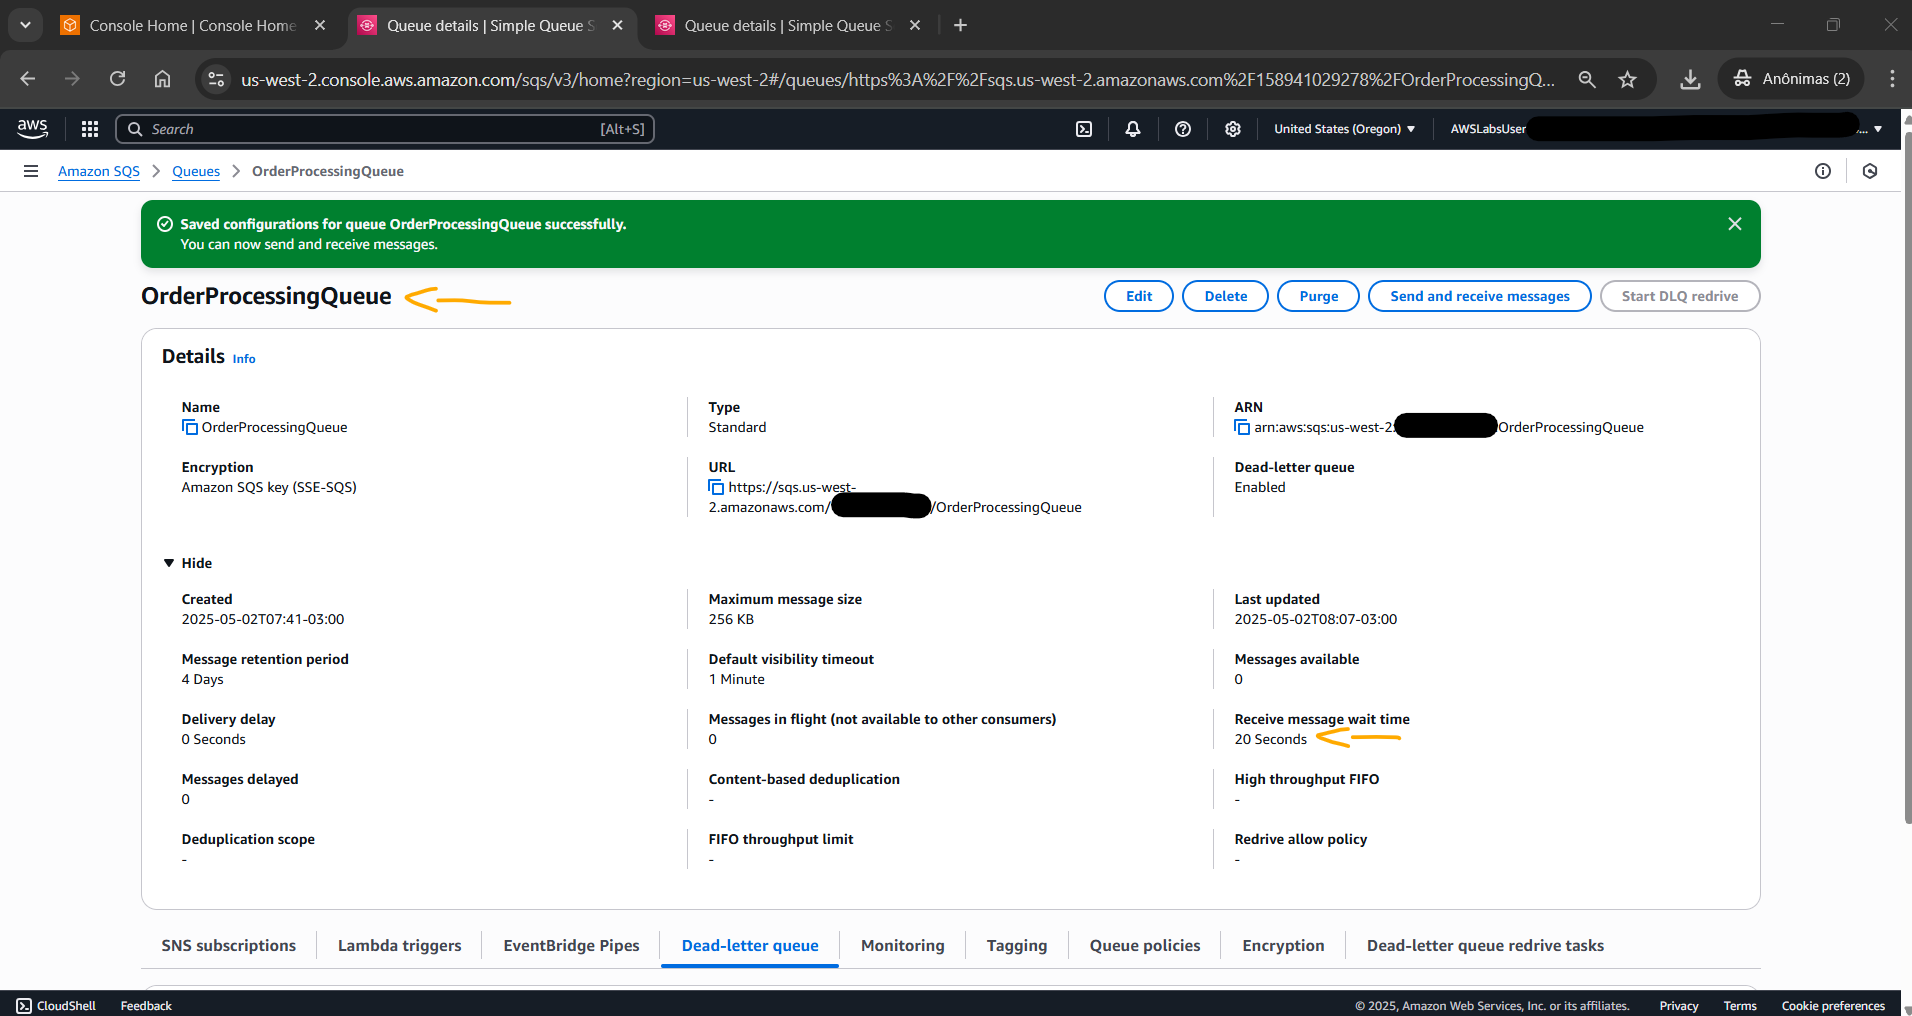 Console Home | Console Home
Queue details | Simple Queue S
Queue details | Simple Queue S
us-west-2.console.aws.amazon.com/sqs/v3/home?region=us-west-2#/queues/https%3A%2F%2Fsqs.us-west-2.amazonaws.com%2F158941029278%2FOrderProcessingQ...
Anônimas (2)
aws
Search
[Alt+S]
United States (Oregon)
AWSLabsUser
...
Amazon SQS
Queues
OrderProcessingQueue
Saved configurations for queue OrderProcessingQueue successfully.
You can now send and receive messages.
OrderProcessingQueue
Edit
Delete
Purge
Send and receive messages
Start DLQ redrive
Details Info
Name
OrderProcessingQueue
Type
Standard
ARN
arn:aws:sqs:us-west-2: OrderProcessingQueue
Encryption
Amazon SQS key (SSE-SQS)
URL
https://sqs.us-west-
2.amazonaws.com/ /OrderProcessingQueue
Dead-letter queue
Enabled
Hide
Created
2025-05-02T07:41-03:00
Maximum message size
256 KB
Last updated
2025-05-02T08:07-03:00
Message retention period
4 Days
Default visibility timeout
1 Minute
Messages available
0
Delivery delay
0 Seconds
Messages in flight (not available to other consumers)
0
Receive message wait time
20 Seconds
Messages delayed
0
Content-based deduplication
-
High throughput FIFO
-
Deduplication scope
-
FIFO throughput limit
-
Redrive allow policy
-
SNS subscriptions
Lambda triggers
EventBridge Pipes
Dead-letter queue
Monitoring
Tagging
Queue policies
Encryption
Dead-letter queue redrive tasks
CloudShell
Feedback
© 2025, Amazon Web Services, Inc. or its affiliates.
Privacy
Terms
Cookie preferences